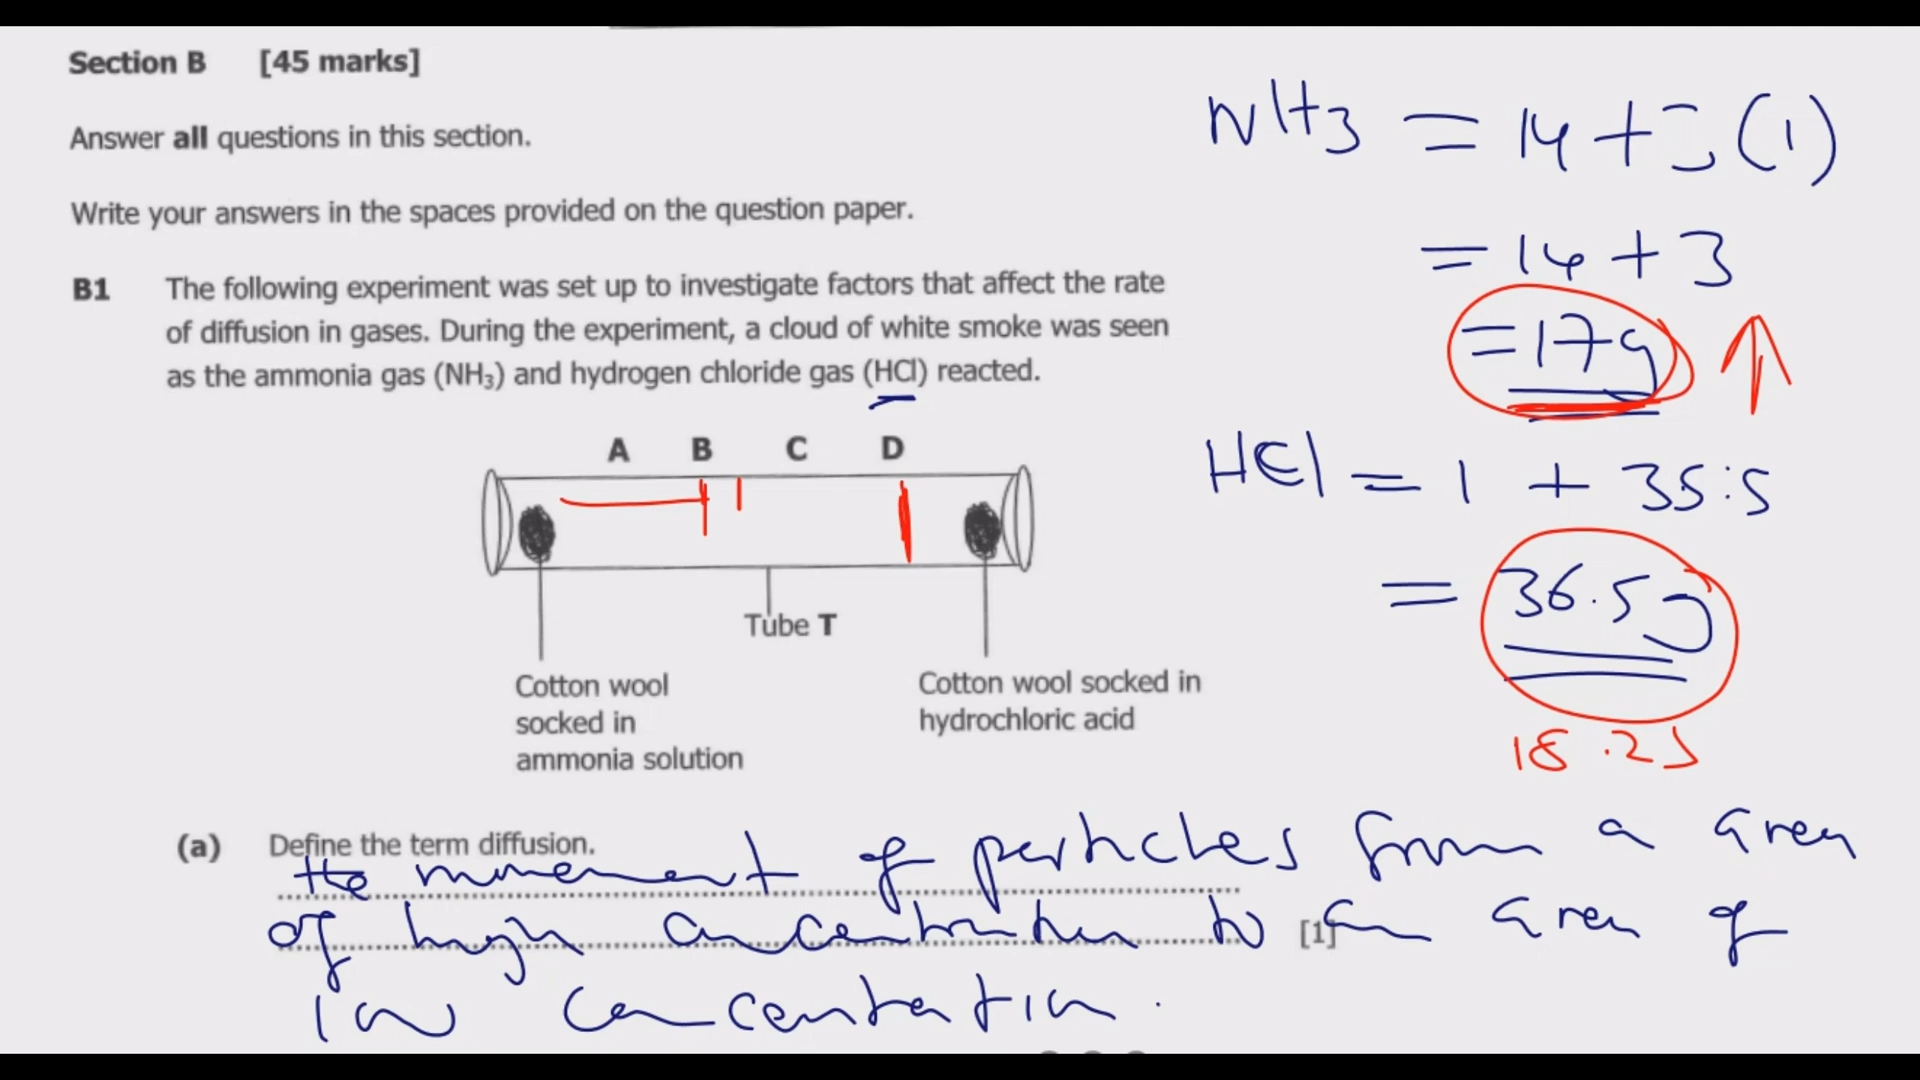 Section B [45 marks]
Answer all questions in this section.
Write your answers in the spaces provided on the question paper.
B1 The following experiment was set up to investigate factors that affect the rate
of diffusion in gases. During the experiment, a cloud of white smoke was seen
as the ammonia gas (NH₃) and hydrogen chloride gas (HCl) reacted.
A B C D
Tube T
Cotton wool
socked in
ammonia solution
Cotton wool socked in
hydrochloric acid
(a) Define the term diffusion.
the movement of particles from a area
of high concentration to an area of
[1]
low concentration.
NH3 = 14 + 3(1)
= 14 + 3
= 17g
HCl = 1 + 35.5
= 36.5g
18.25